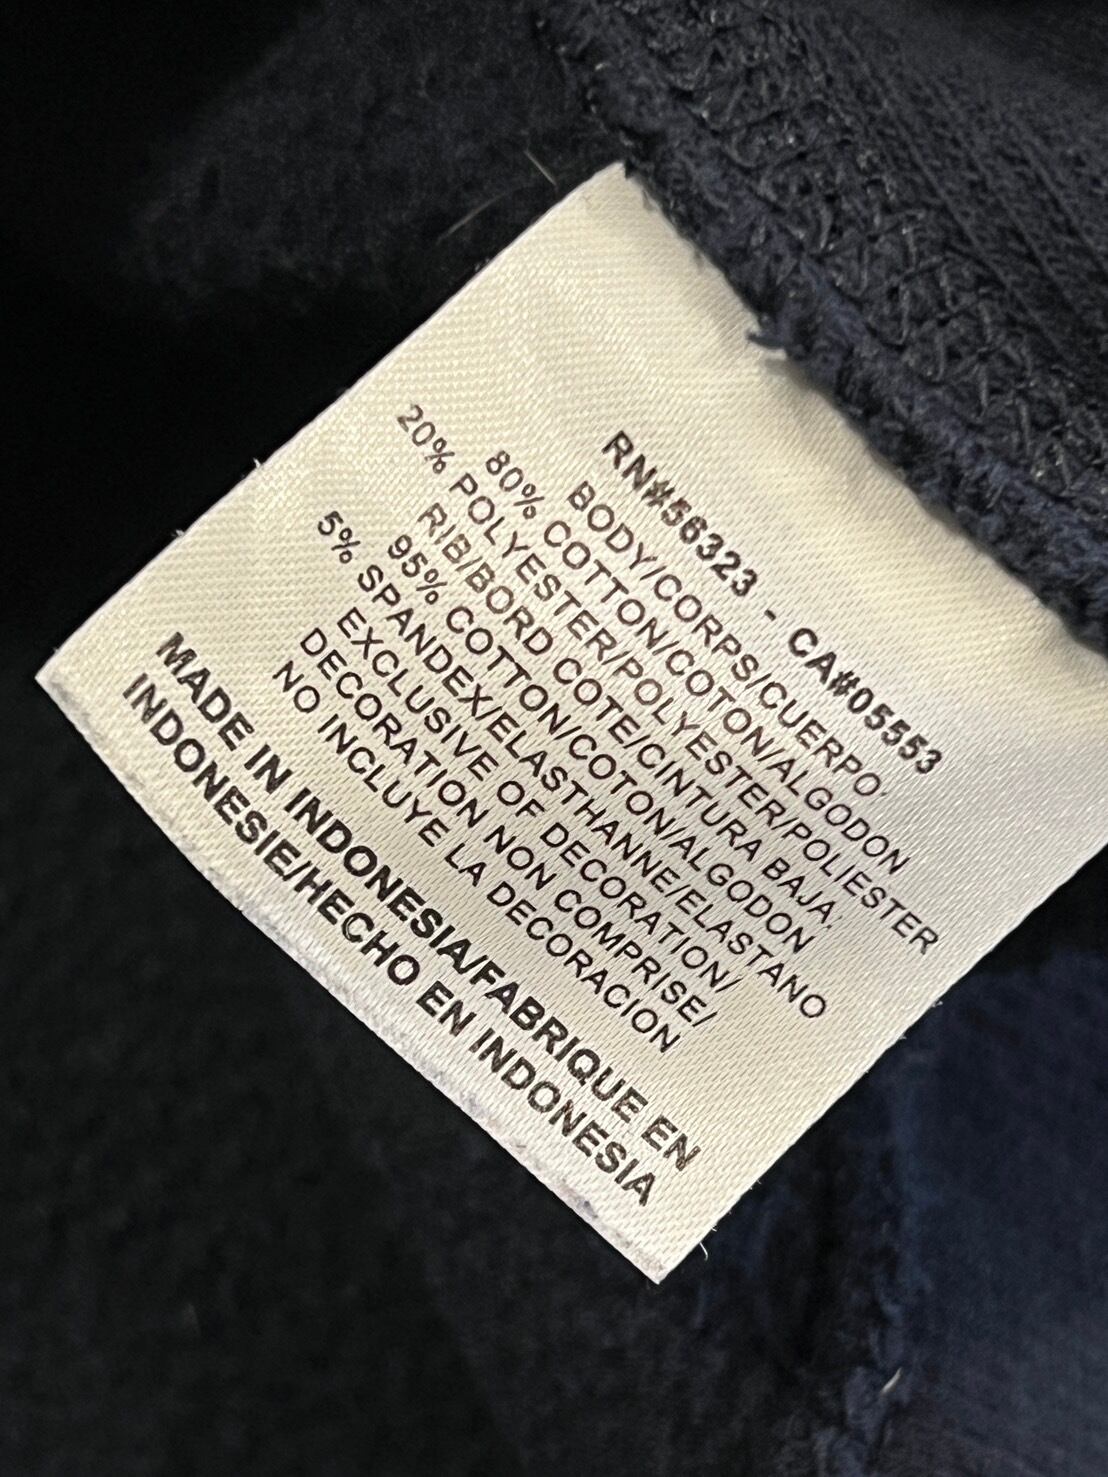 RN#56323 - CA#05553
BODY/CORPS/CUERPO
80% COTTON/COTON/ALGODON
20% POLYESTER/POLYESTER/POLIESTER
RIB/BORD COTE/CINTURA BAJA.
95% COTTON/COTON/ALGODON
5% SPANDEX/ELASTHANNE/ELASTANO
EXCLUSIVE OF DECORATION/
DECORATION NON COMPRISE/
NO INCLUYE LA DECORACION
MADE IN INDONESIA/FABRIQUE EN
INDONESIE/HECHO EN INDONESIA